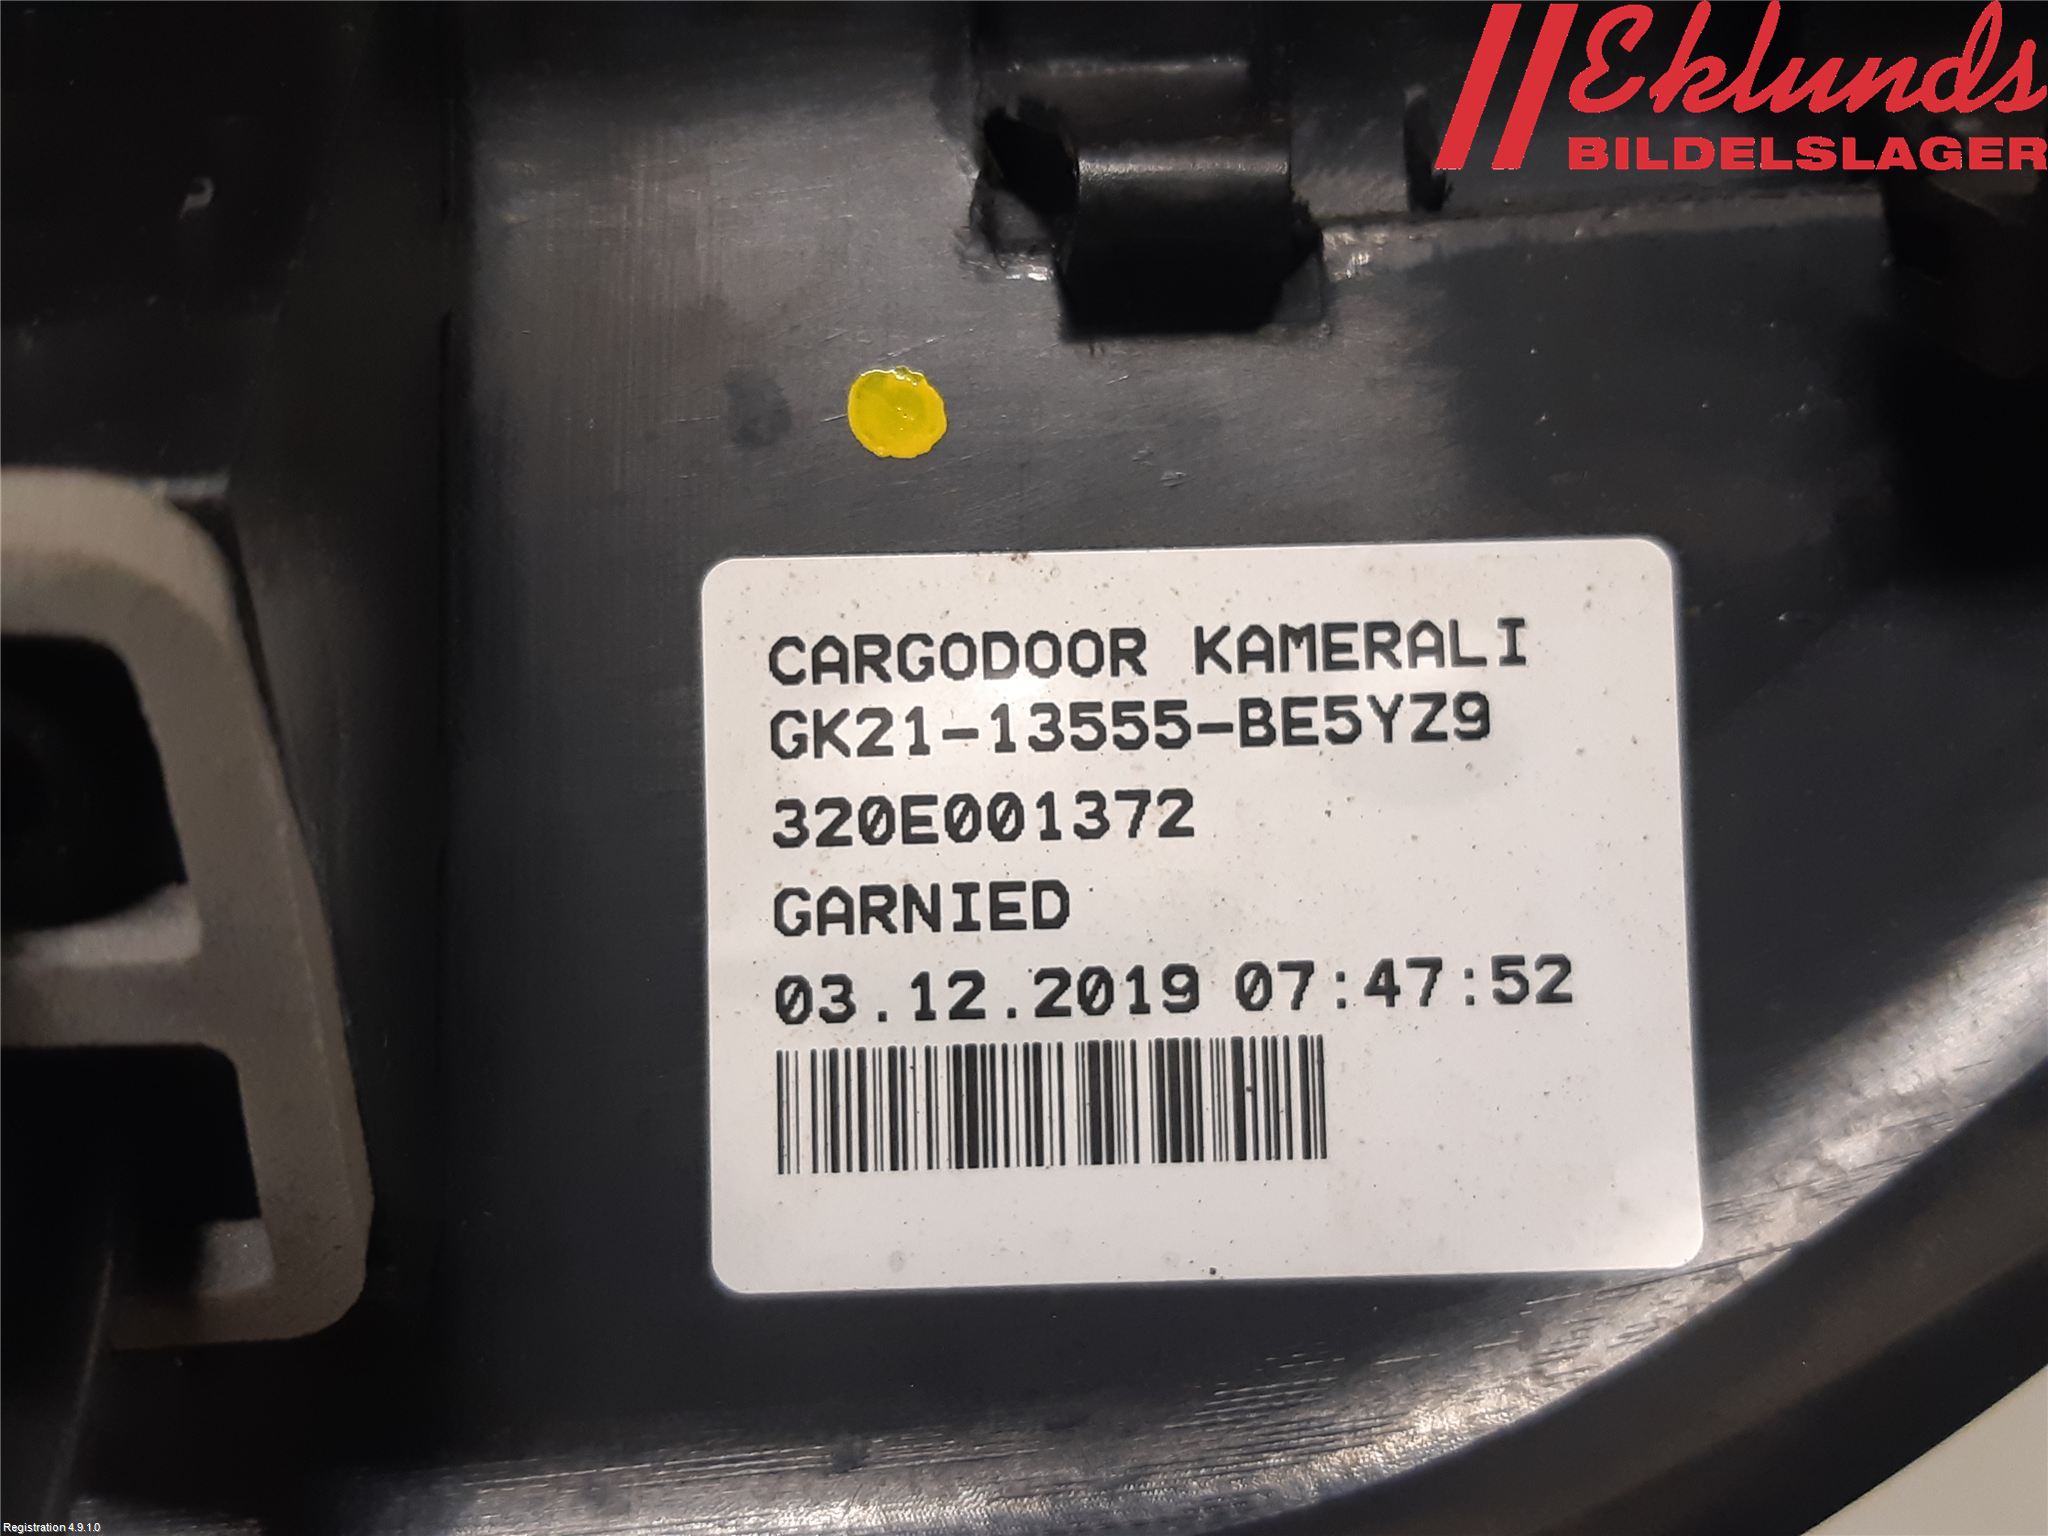 Eklunds
BILDELSLAGER
CARGODOOR KAMERALI
GK21-13555-BE5YZ9
320E001372
GARNIED
03.12.2019 07:47:52
Registration 4.9.1.0